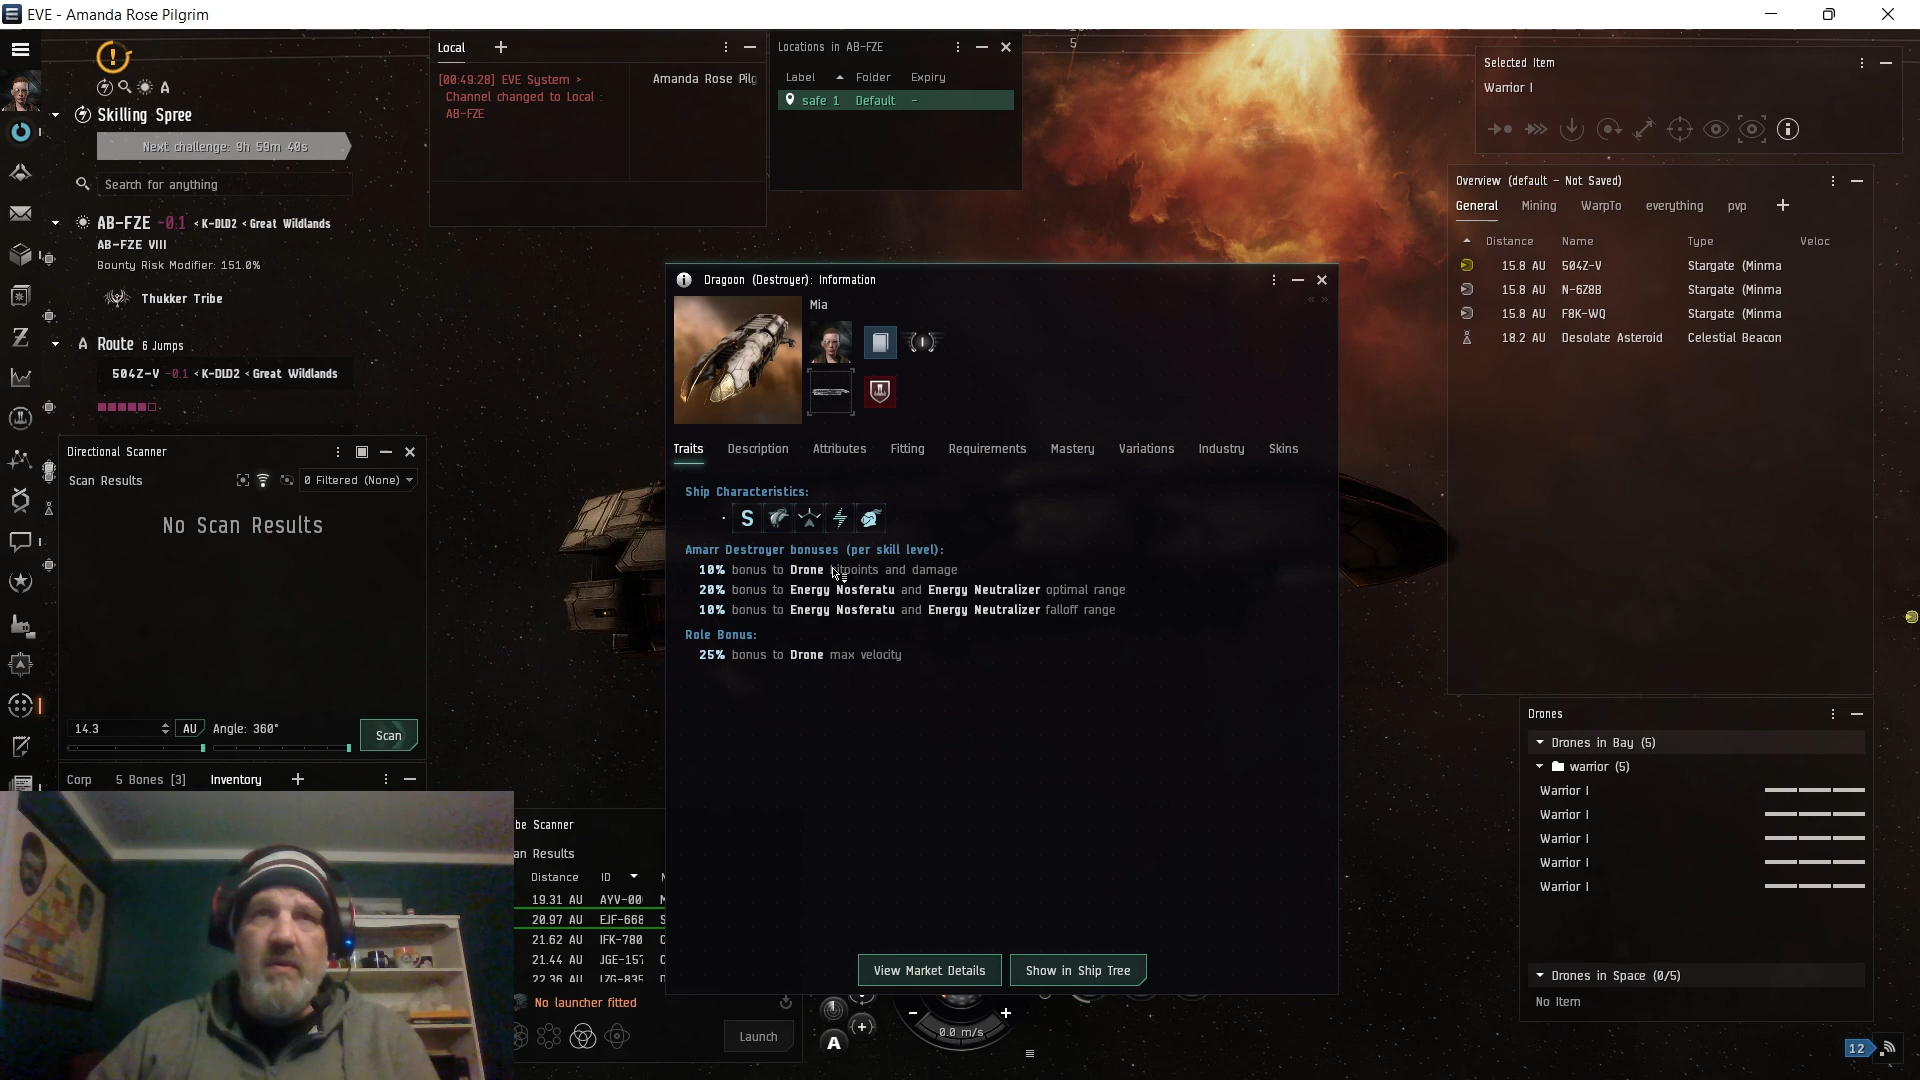 EVE - Amanda Rose Pilgrim
Skilling Spree
Next challenge: 9h 59m 40s
Search for anything
AB-FZE -0.1 < K-DLD2 < Great Wildlands
AB-FZE VIII
Bounty Risk Modifier: 151.0%
Thukker Tribe
Route 6 Jumps
504Z-V -0.1 < K-DLD2 < Great Wildlands
Local
[00:49:28] EVE System >
Channel changed to Local :
AB-FZE
Amanda Rose Pilg
Locations in AB-FZE
Label Folder Expiry
safe 1 Default -
5
Selected Item
Warrior I
Overview (default - Not Saved)
General Mining WarpTo everything pvp
Distance Name Type Veloc
15.8 AU 504Z-V Stargate (Minma
15.8 AU N-6Z8B Stargate (Minma
15.8 AU F8K-WQ Stargate (Minma
18.2 AU Desolate Asteroid Celestial Beacon
Directional Scanner
Scan Results
0 Filtered (None)
No Scan Results
14.3 AU Angle: 360°
Scan
Corp 5 Bones [3] Inventory
Dragoon (Destroyer): Information
Mia
Traits Description Attributes Fitting Requirements Mastery Variations Industry Skins
Ship Characteristics:
· S
Amarr Destroyer bonuses (per skill level):
10% bonus to Drone hitpoints and damage
20% bonus to Energy Nosferatu and Energy Neutralizer optimal range
10% bonus to Energy Nosferatu and Energy Neutralizer falloff range
Role Bonus:
25% bonus to Drone max velocity
View Market Details
Show in Ship Tree
be Scanner
an Results
Distance ID
19.31 AU AYV-00
20.97 AU EJF-668 S
21.62 AU IFK-780
21.44 AU JGE-157
22.36 AU IZG-835
No launcher fitted
Launch
A
0.0 m/s
Drones
Drones in Bay (5)
warrior (5)
Warrior I
Warrior I
Warrior I
Warrior I
Warrior I
Drones in Space (0/5)
No Item
12